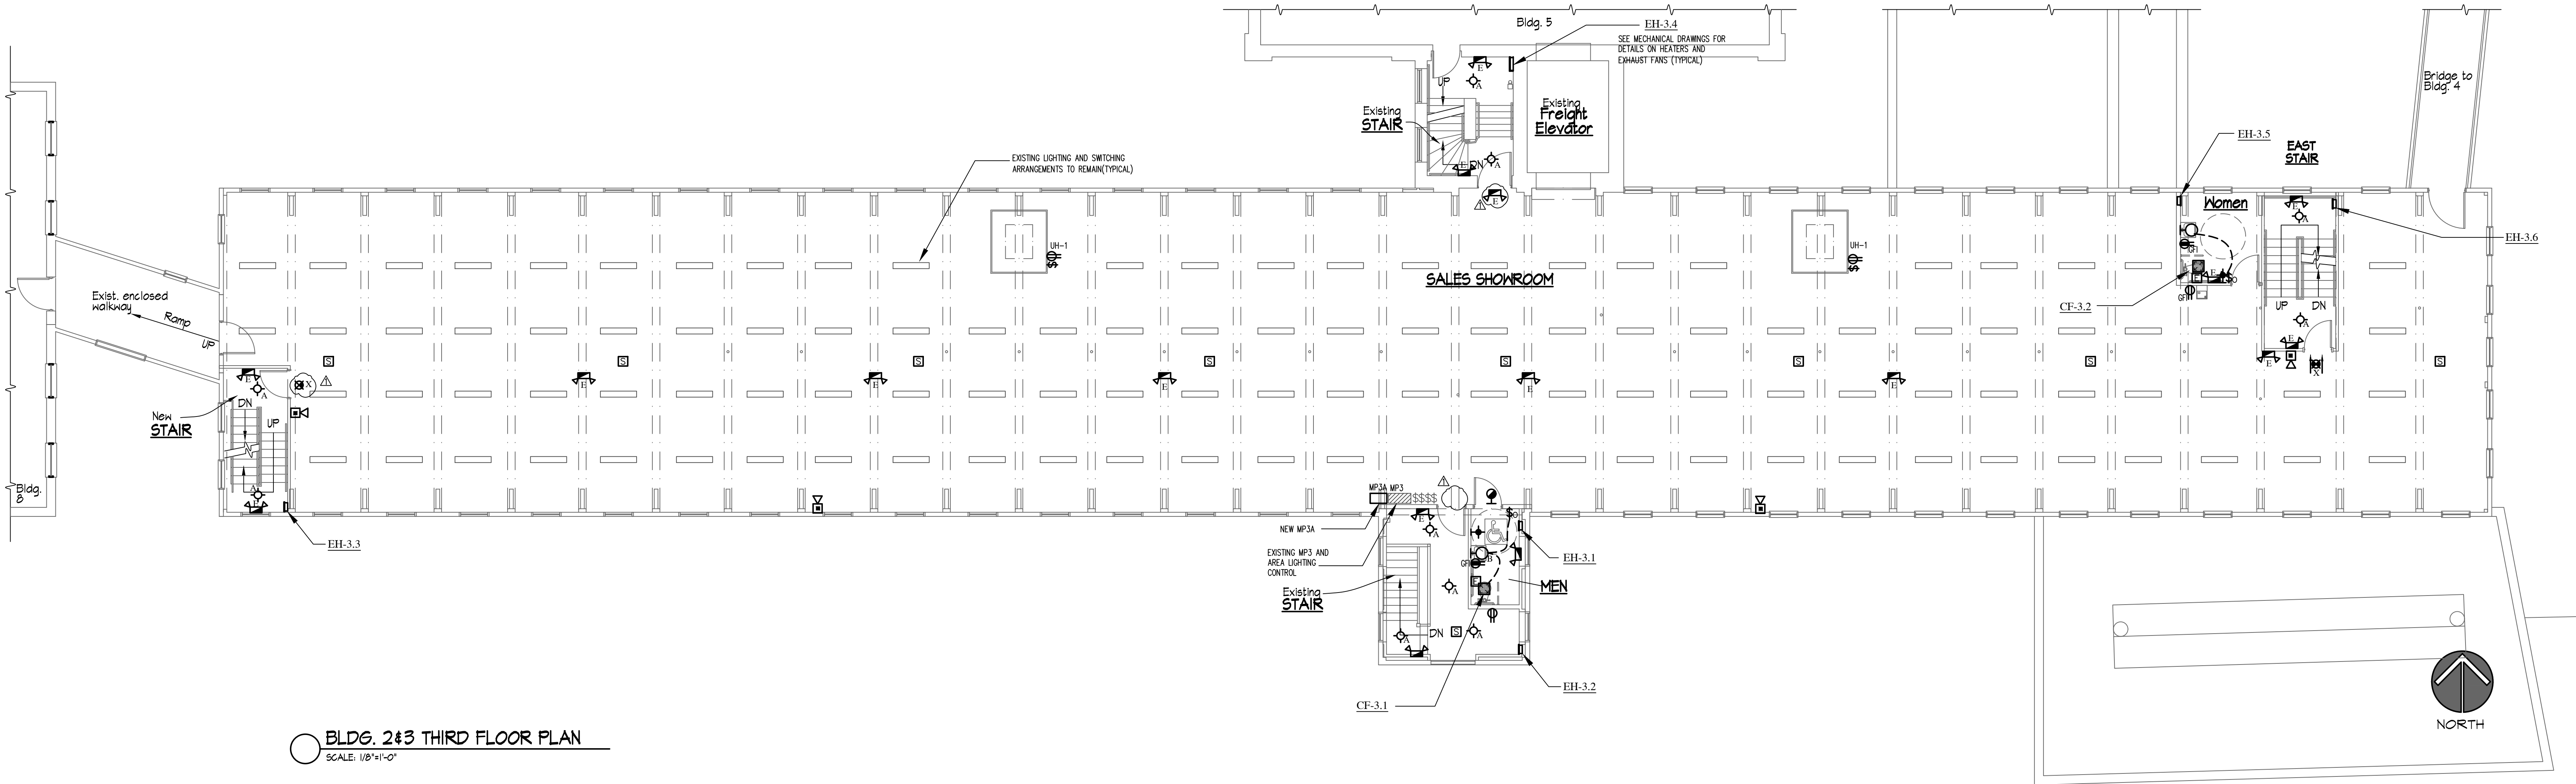 Bldg. 5
EH-3.4
SEE MECHANICAL DRAWINGS FOR
DETAILS ON HEATERS AND
EXHAUST FANS (TYPICAL)
Bridge to
Bldg. 4
E
A
UP
Existing
Freight
Elevator
Existing
STAIR
EH-3.5
EAST
STAIR
EXISTING LIGHTING AND SWITCHING
ARRANGEMENTS TO REMAIN(TYPICAL)
E
DN
A
E
Women
E
A
EH-3.6
UH-1
UH-1
SALES SHOWROOM
GFI
E
GFI
CF-3.2
UP
DN
A
Exist. enclosed
walkway
Ramp
UP
S
S
S
S
S
S
S
S
E
E
X
E
A
X
E
E
E
E
E
New
STAIR
DN
UP
A
E
Bldg.
8
MP3A MP3
$$$$
NEW MP3A
E
A
EH-3.3
EXISTING MP3 AND
AREA LIGHTING
CONTROL
GFI
B
EH-3.1
A
MEN
Existing
STAIR
A
DN
S
A
EH-3.2
CF-3.1
BLDG. 2&3 THIRD FLOOR PLAN
SCALE: 1/8"=1'-0"
NORTH